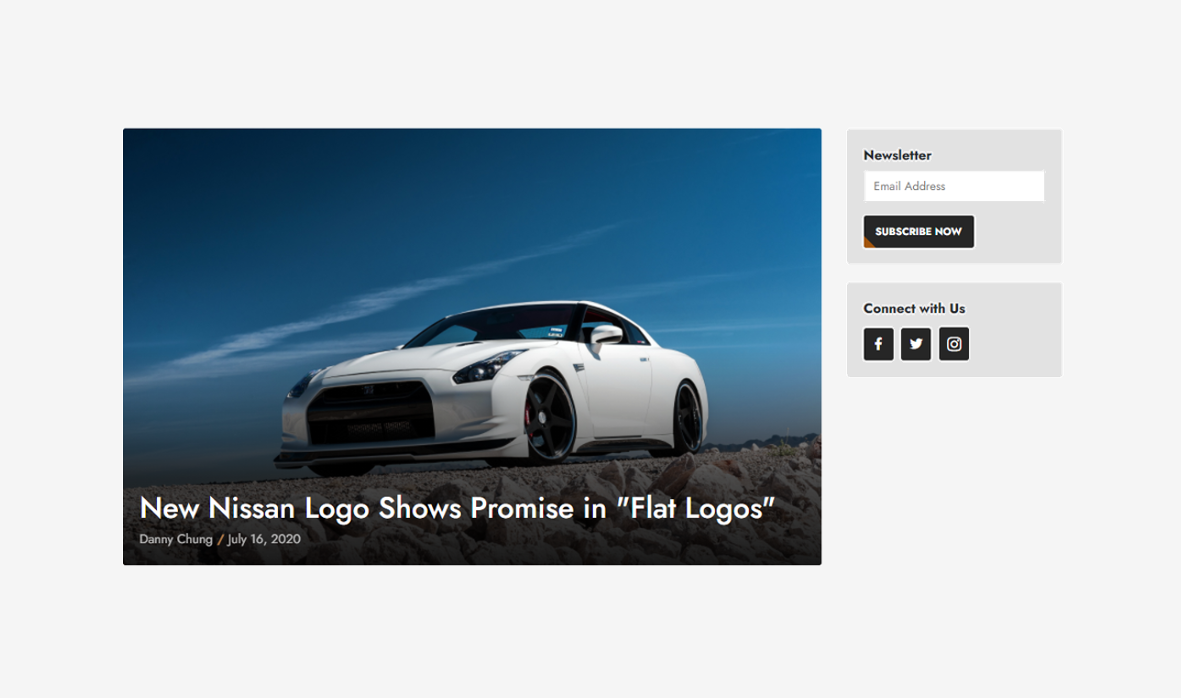 New Nissan Logo Shows Promise in "Flat Logos"
Danny Chung / July 16, 2020
Newsletter
Email Address
SUBSCRIBE NOW
Connect with Us